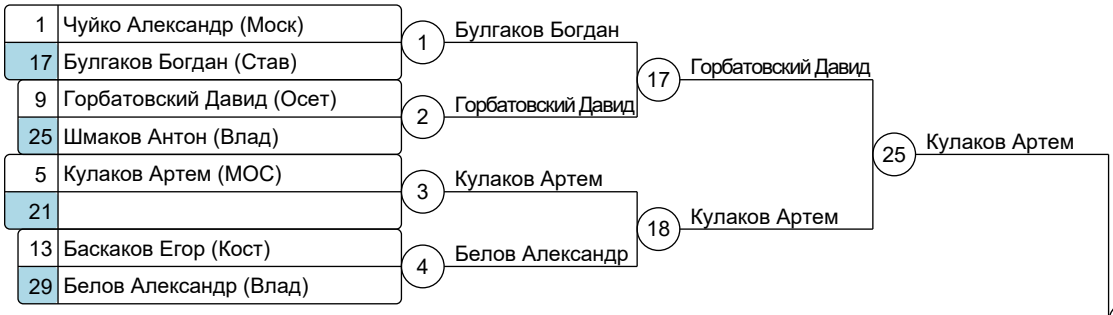 1 Чуйко Александр (Моск)
17 Булгаков Богдан (Став)
9 Горбатовский Давид (Осет)
25 Шмаков Антон (Влад)
5 Кулаков Артем (МОС)
21
13 Баскаков Егор (Кост)
29 Белов Александр (Влад)
1
2
3
4
Булгаков Богдан
Горбатовский Давид
Кулаков Артем
Белов Александр
17
18
Горбатовский Давид
Кулаков Артем
25
Кулаков Артем